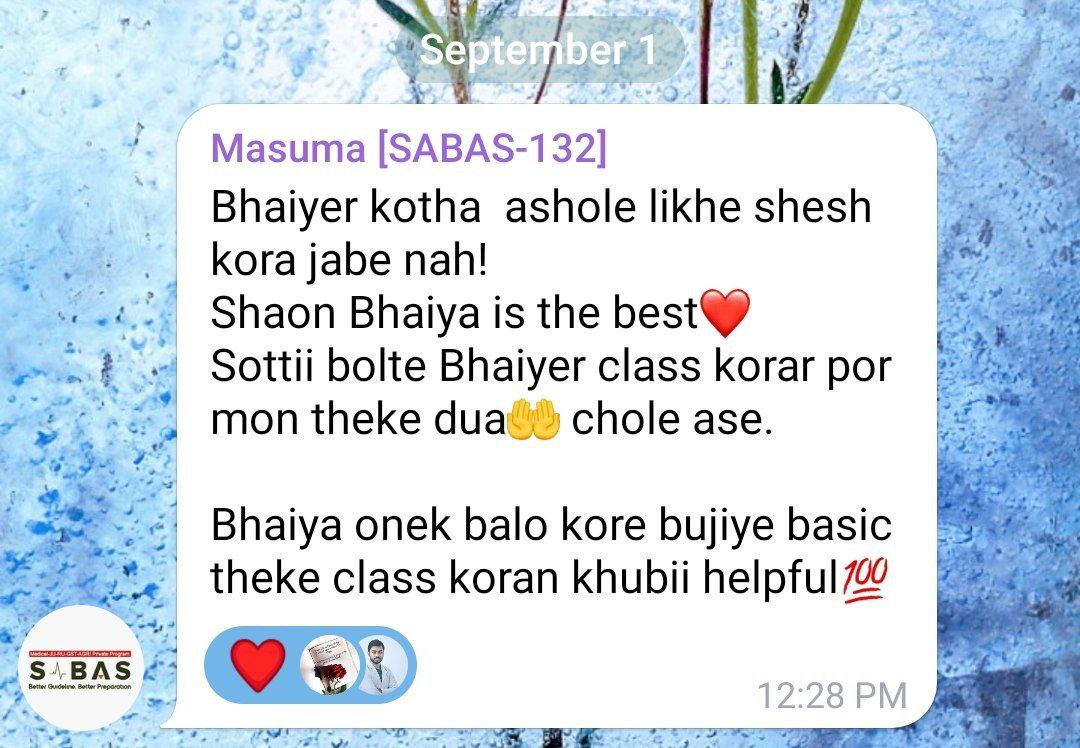 September 1
Masuma [SABAS-132]
Bhaiyer kotha  ashole likhe shesh
kora jabe nah!
Shaon Bhaiya is the best❤️
Sottii bolte Bhaiyer class korar por
mon theke dua🤲 chole ase.
Bhaiya onek balo kore bujiye basic
theke class koran khubii helpful💯
❤️
12:28 PM
Medical-JU-RU-GST-AGRI Private Program
SABAS
Better Guideline. Better Preparation